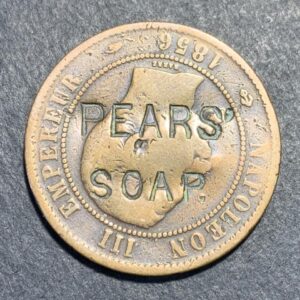 PEARS'
SOAP.
NAPOLEON III EMPEREUR
1856